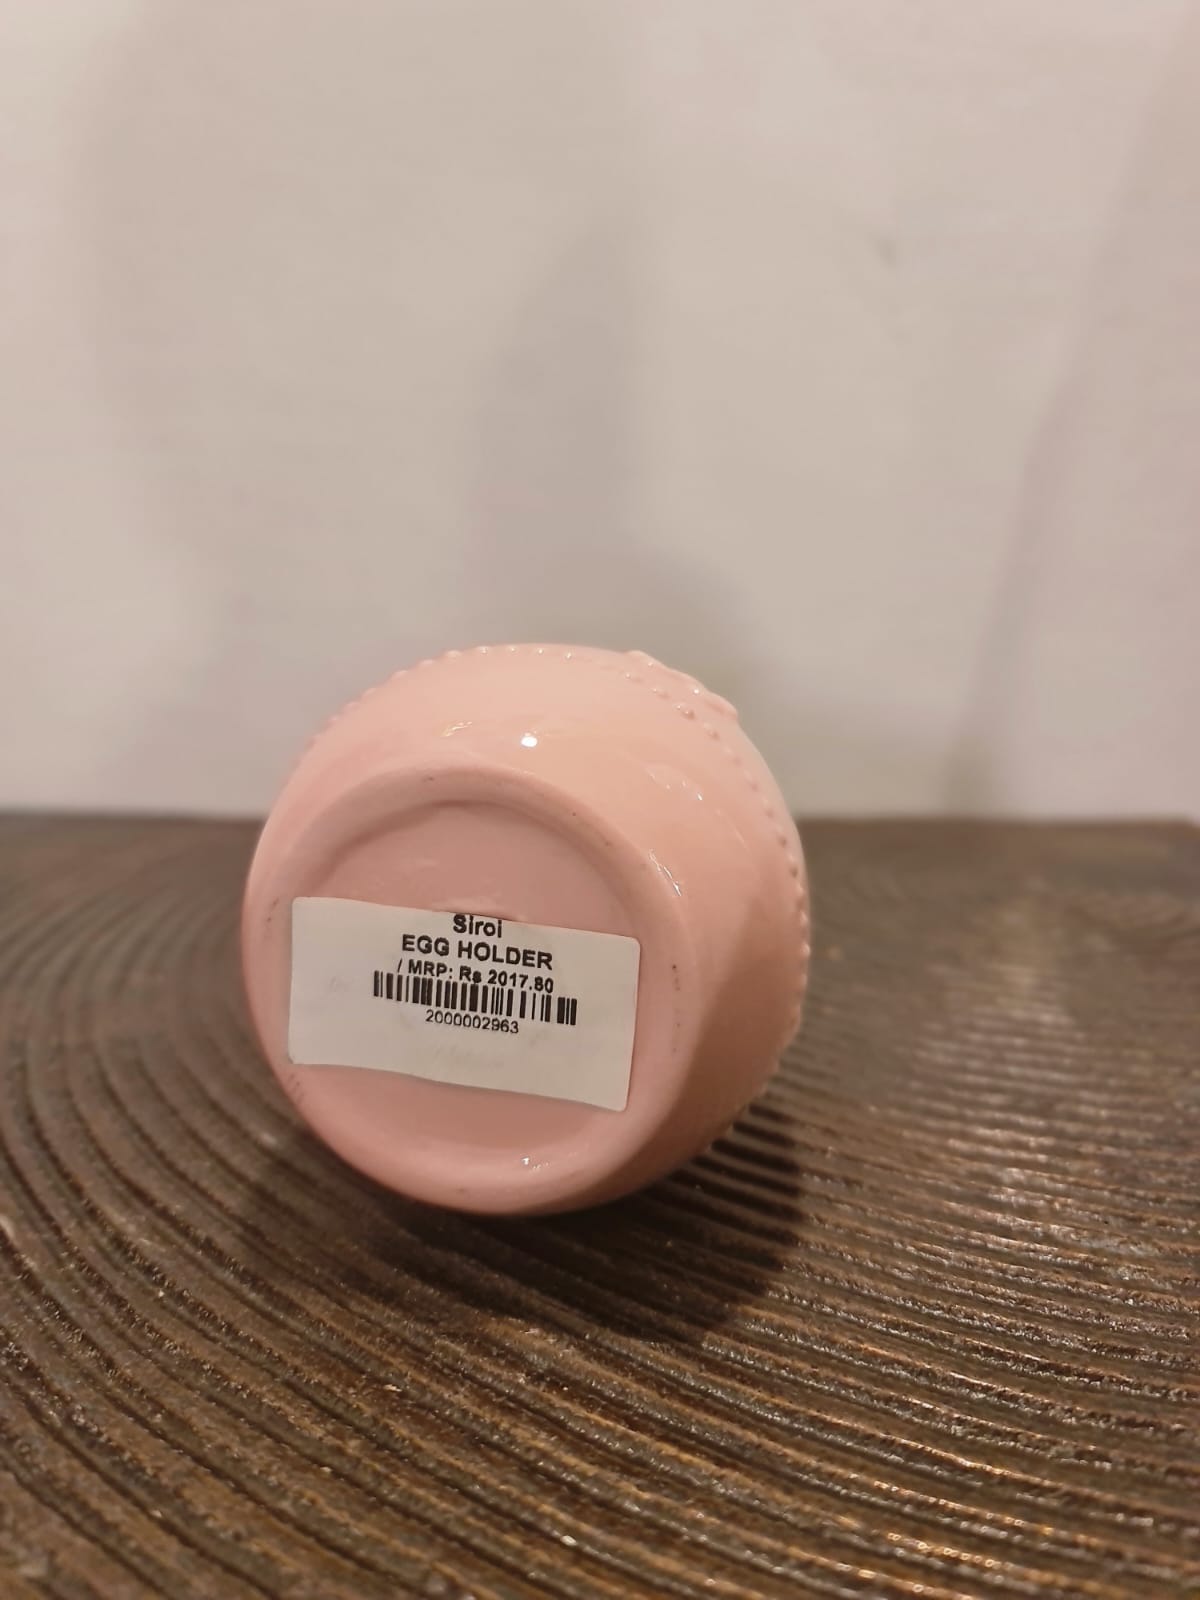 Siroi
EGG HOLDER
/ MRP: Rs 2017.80
2000002963